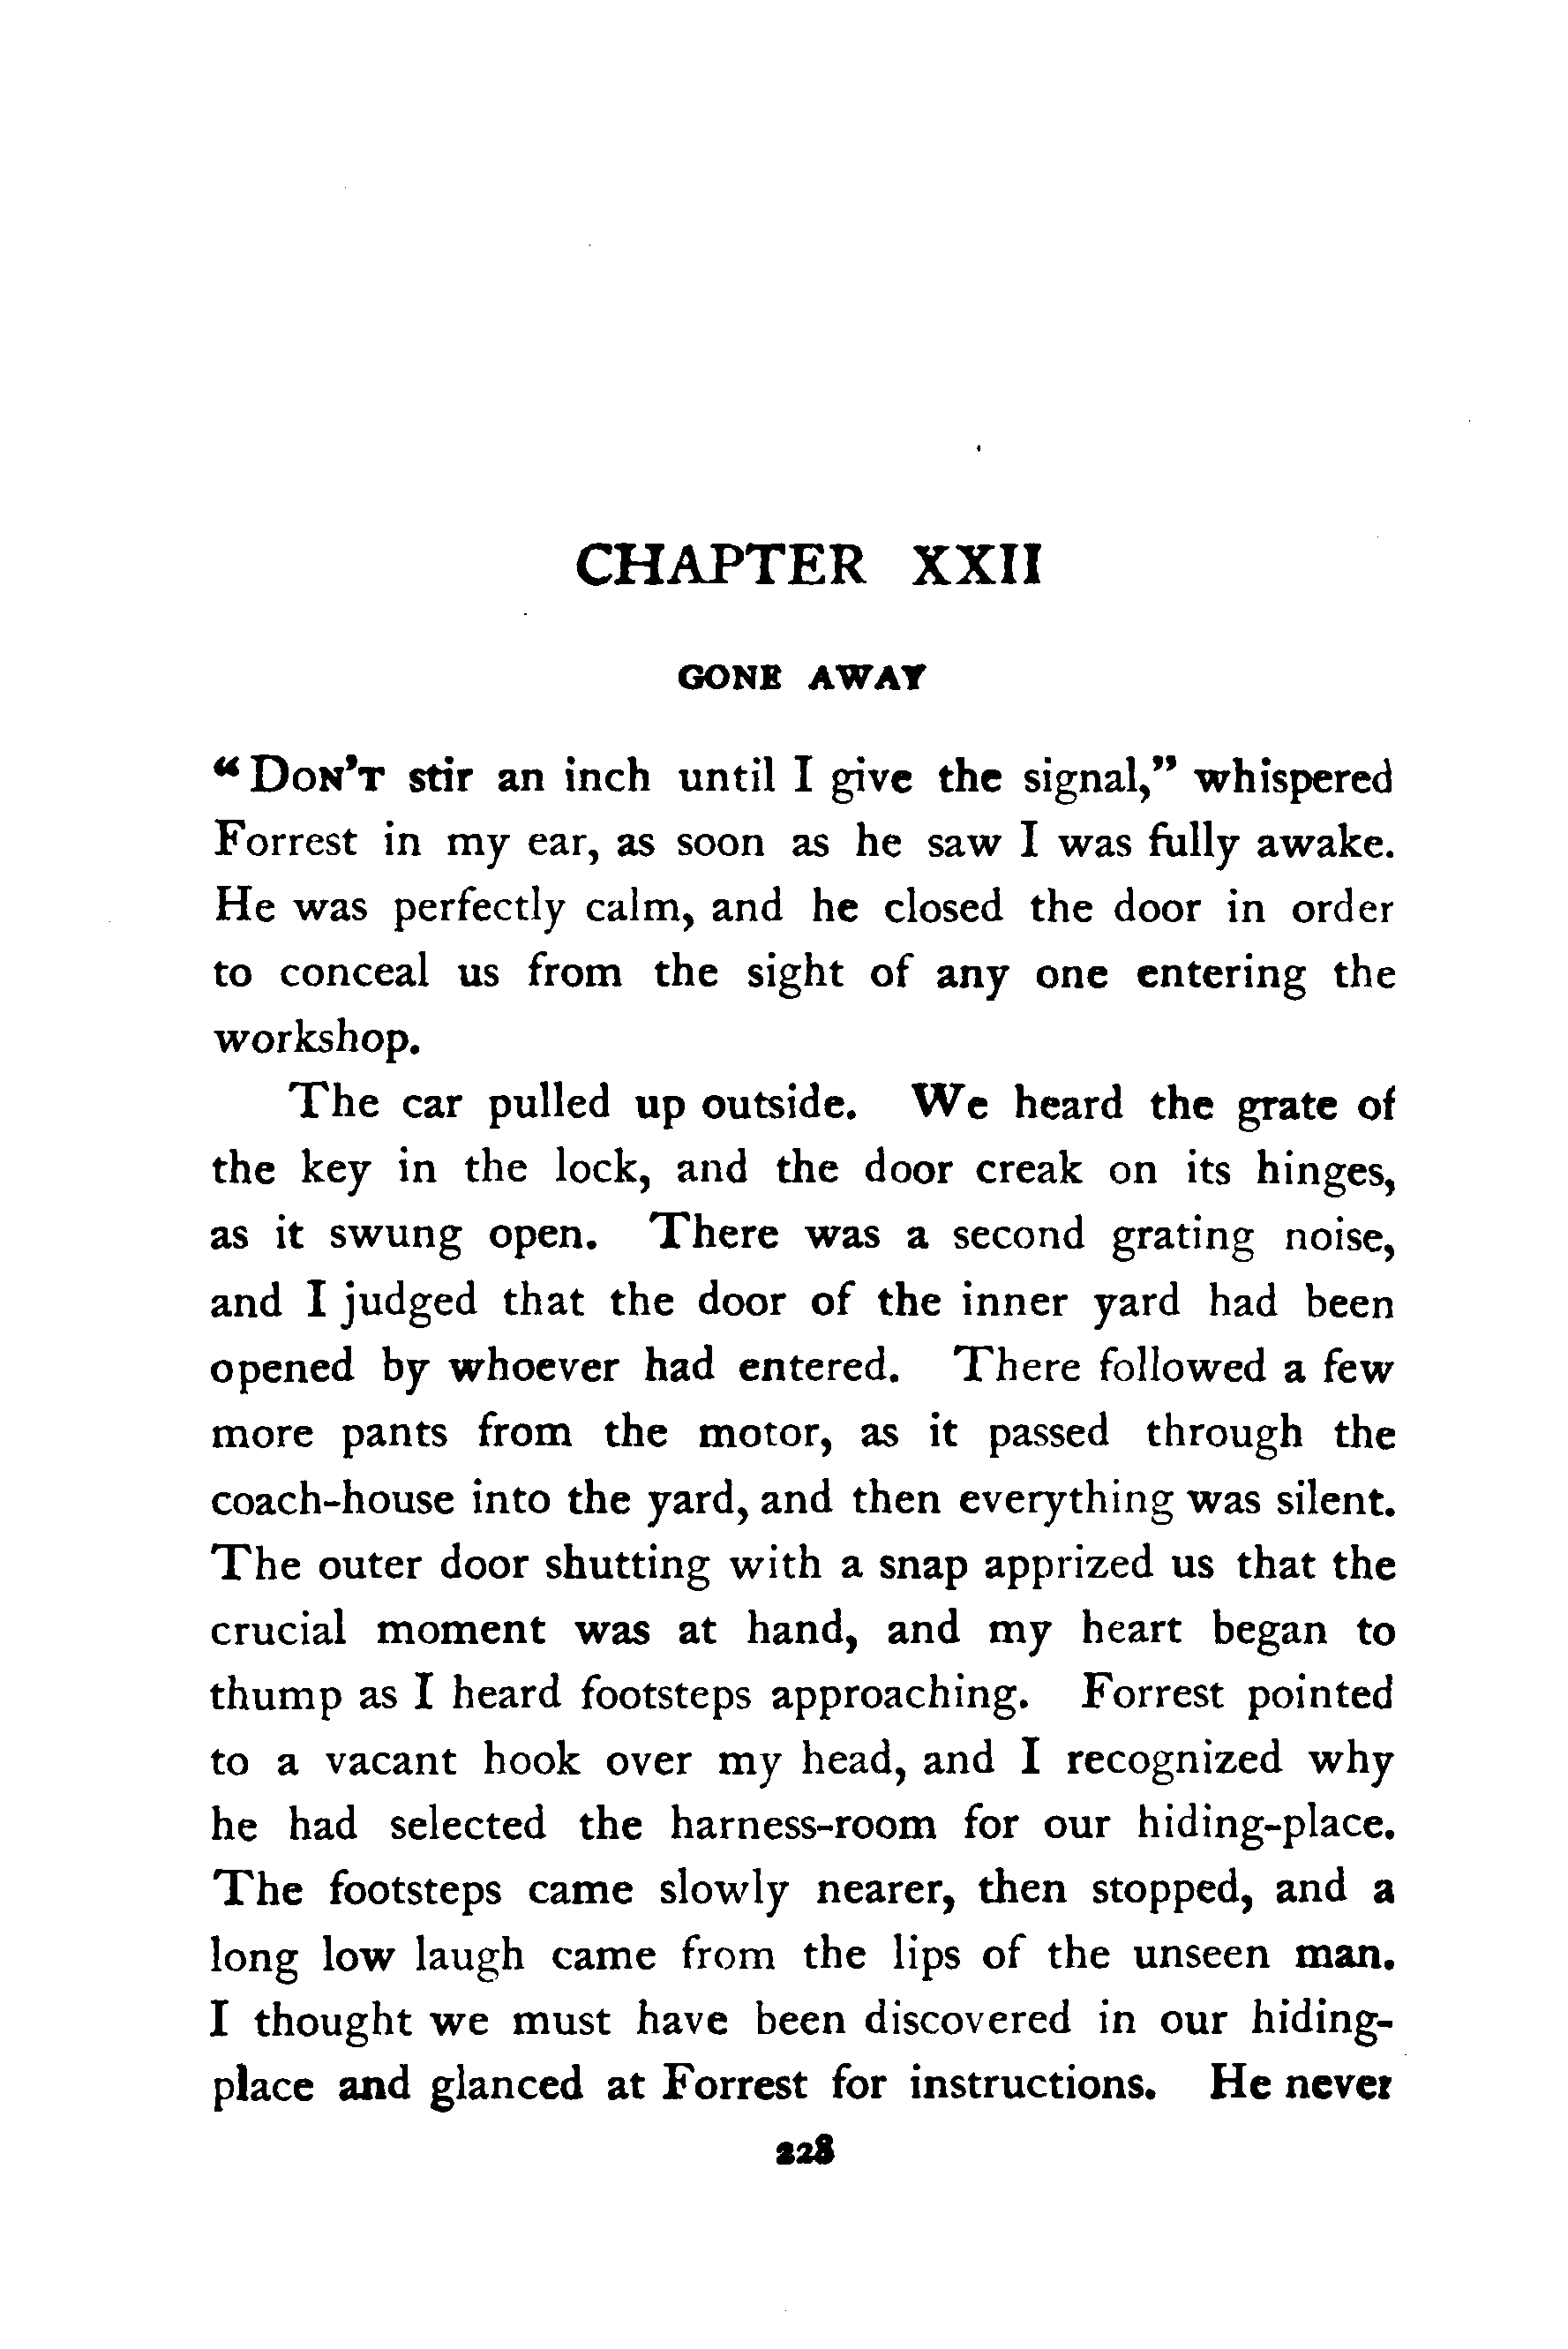 CHAPTER XXII
GONE AWAY
“Don’t stir an inch until I give the signal,” whispered
Forrest in my ear, as soon as he saw I was fully awake.
He was perfectly calm, and he closed the door in order
to conceal us from the sight of any one entering the
workshop.
The car pulled up outside. We heard the grate of
the key in the lock, and the door creak on its hinges,
as it swung open. There was a second grating noise,
and I judged that the door of the inner yard had been
opened by whoever had entered. There followed a few
more pants from the motor, as it passed through the
coach-house into the yard, and then everything was silent.
The outer door shutting with a snap apprized us that the
crucial moment was at hand, and my heart began to
thump as I heard footsteps approaching. Forrest pointed
to a vacant hook over my head, and I recognized why
he had selected the harness-room for our hiding-place.
The footsteps came slowly nearer, then stopped, and a
long low laugh came from the lips of the unseen man.
I thought we must have been discovered in our hiding-
place and glanced at Forrest for instructions. He never
228